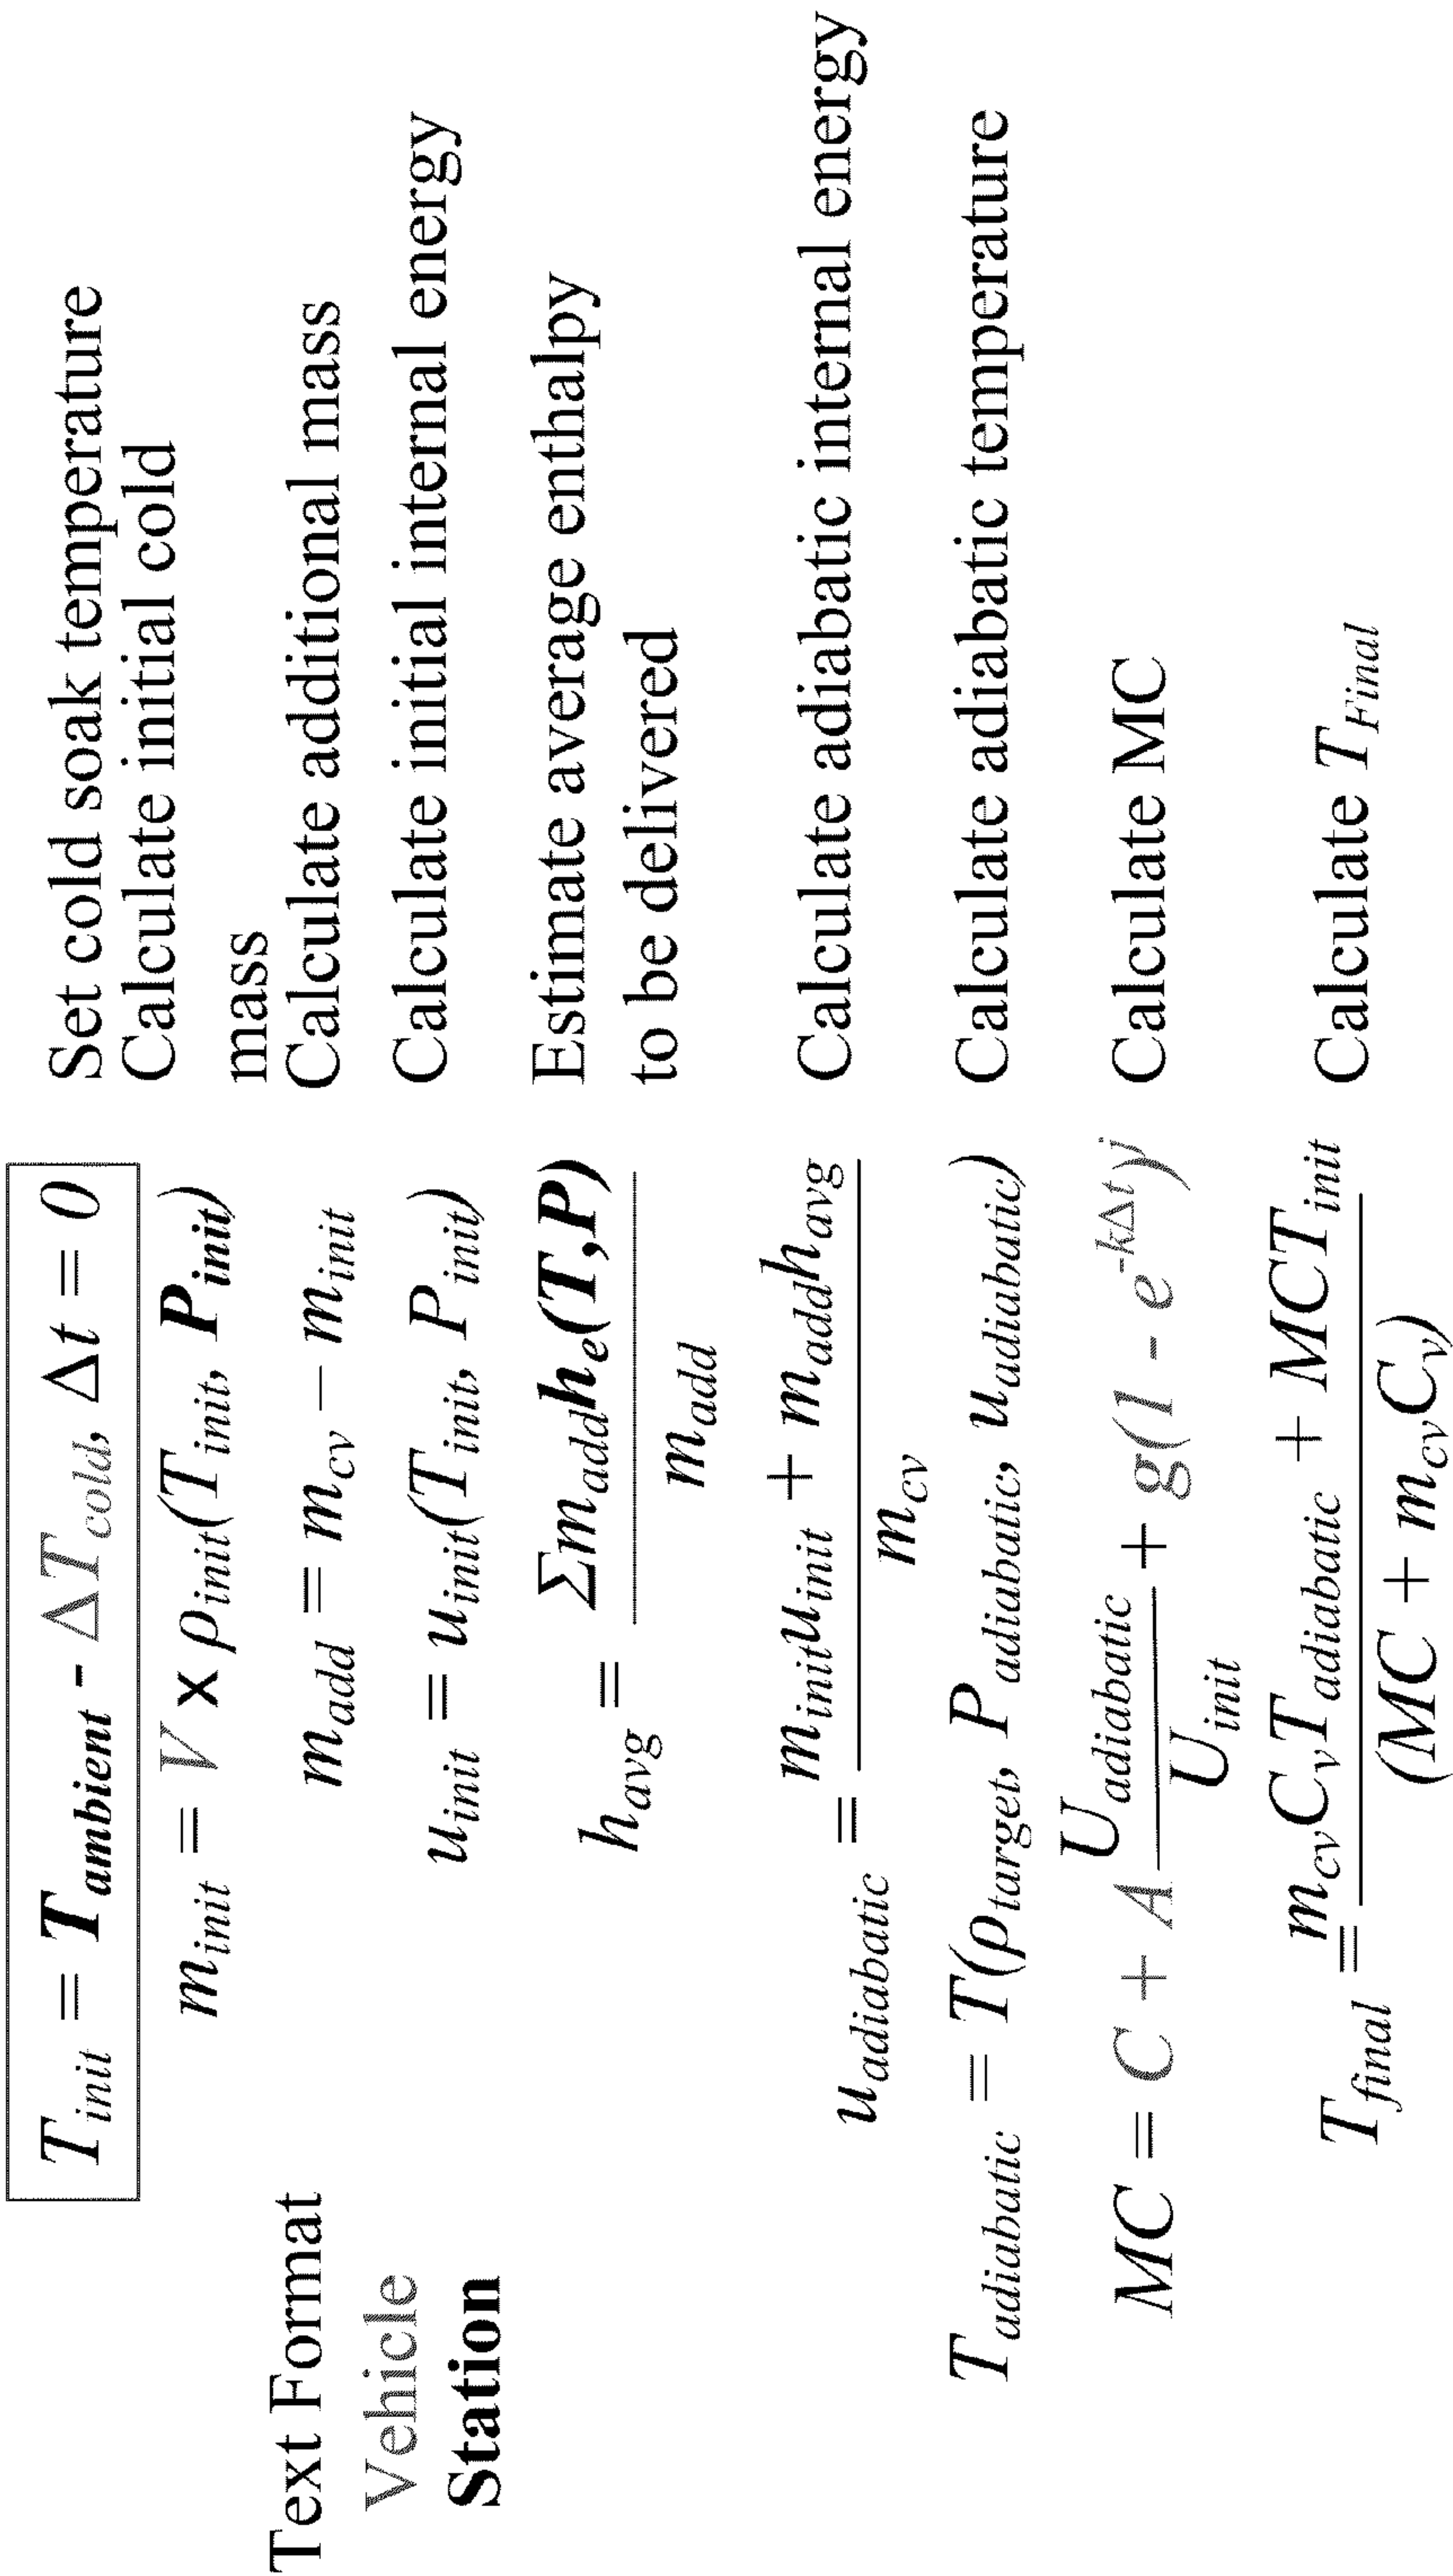 T_init = T_ambient - ΔT_cold, Δt = 0 Set cold soak temperature
m_init = V x ρ_init(T_init, P_init) Calculate initial cold
mass
Text Format
Vehicle
Station
m_add = m_cv − m_init Calculate additional mass
u_init = u_init(T_init, P_init) Calculate initial internal energy
h_avg = Σm_add h_e(T,P) / m_add Estimate average enthalpy
to be delivered
u_adiabatic = m_init u_init + m_add h_avg / m_cv Calculate adiabatic internal energy
T_adiabatic = T(ρ_target, P_adiabatic, u_adiabatic) Calculate adiabatic temperature
MC = C + A U_adiabatic / U_init + g(1 - e^-kΔt)^j Calculate MC
T_final = m_cv C_v T_adiabatic + MCT_init / (MC + m_cv C_v) Calculate T_Final